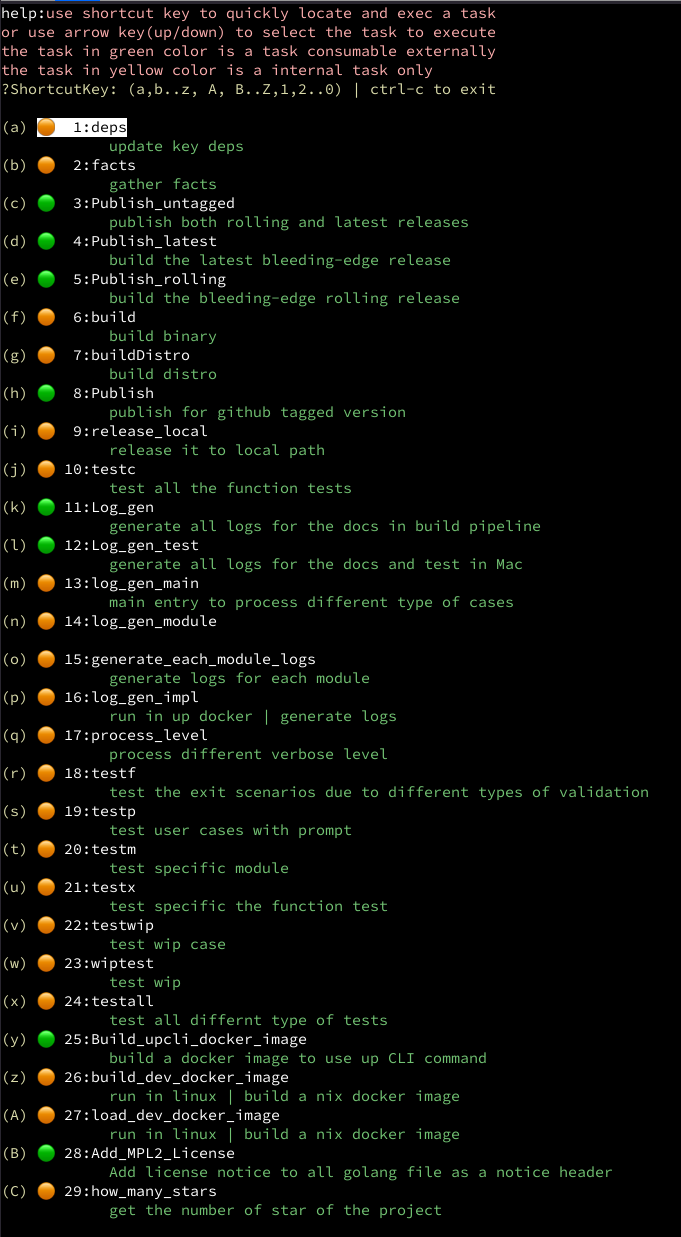 help:use shortcut key to quickly locate and exec a task
or use arrow key(up/down) to select the task to execute
the task in green color is a task consumable externally
the task in yellow color is a internal task only
?ShortcutKey: (a,b..z, A, B..Z,1,2..0) | ctrl-c to exit
(a) 1:deps
update key deps
(b) 2:facts
gather facts
(c) 3:Publish_untagged
publish both rolling and latest releases
(d) 4:Publish_latest
build the latest bleeding-edge release
(e) 5:Publish_rolling
build the bleeding-edge rolling release
(f) 6:build
build binary
(g) 7:buildDistro
build distro
(h) 8:Publish
publish for github tagged version
(i) 9:release_local
release it to local path
(j) 10:testc
test all the function tests
(k) 11:Log_gen
generate all logs for the docs in build pipeline
(l) 12:Log_gen_test
generate all logs for the docs and test in Mac
(m) 13:log_gen_main
main entry to process different type of cases
(n) 14:log_gen_module
(o) 15:generate_each_module_logs
generate logs for each module
(p) 16:log_gen_impl
run in up docker | generate logs
(q) 17:process_level
process different verbose level
(r) 18:testf
test the exit scenarios due to different types of validation
(s) 19:testp
test user cases with prompt
(t) 20:testm
test specific module
(u) 21:testx
test specific the function test
(v) 22:testwip
test wip case
(w) 23:wiptest
test wip
(x) 24:testall
test all differnt type of tests
(y) 25:Build_upcli_docker_image
build a docker image to use up CLI command
(z) 26:build_dev_docker_image
run in linux | build a nix docker image
(A) 27:load_dev_docker_image
run in linux | build a nix docker image
(B) 28:Add_MPL2_License
Add license notice to all golang file as a notice header
(C) 29:how_many_stars
get the number of star of the project